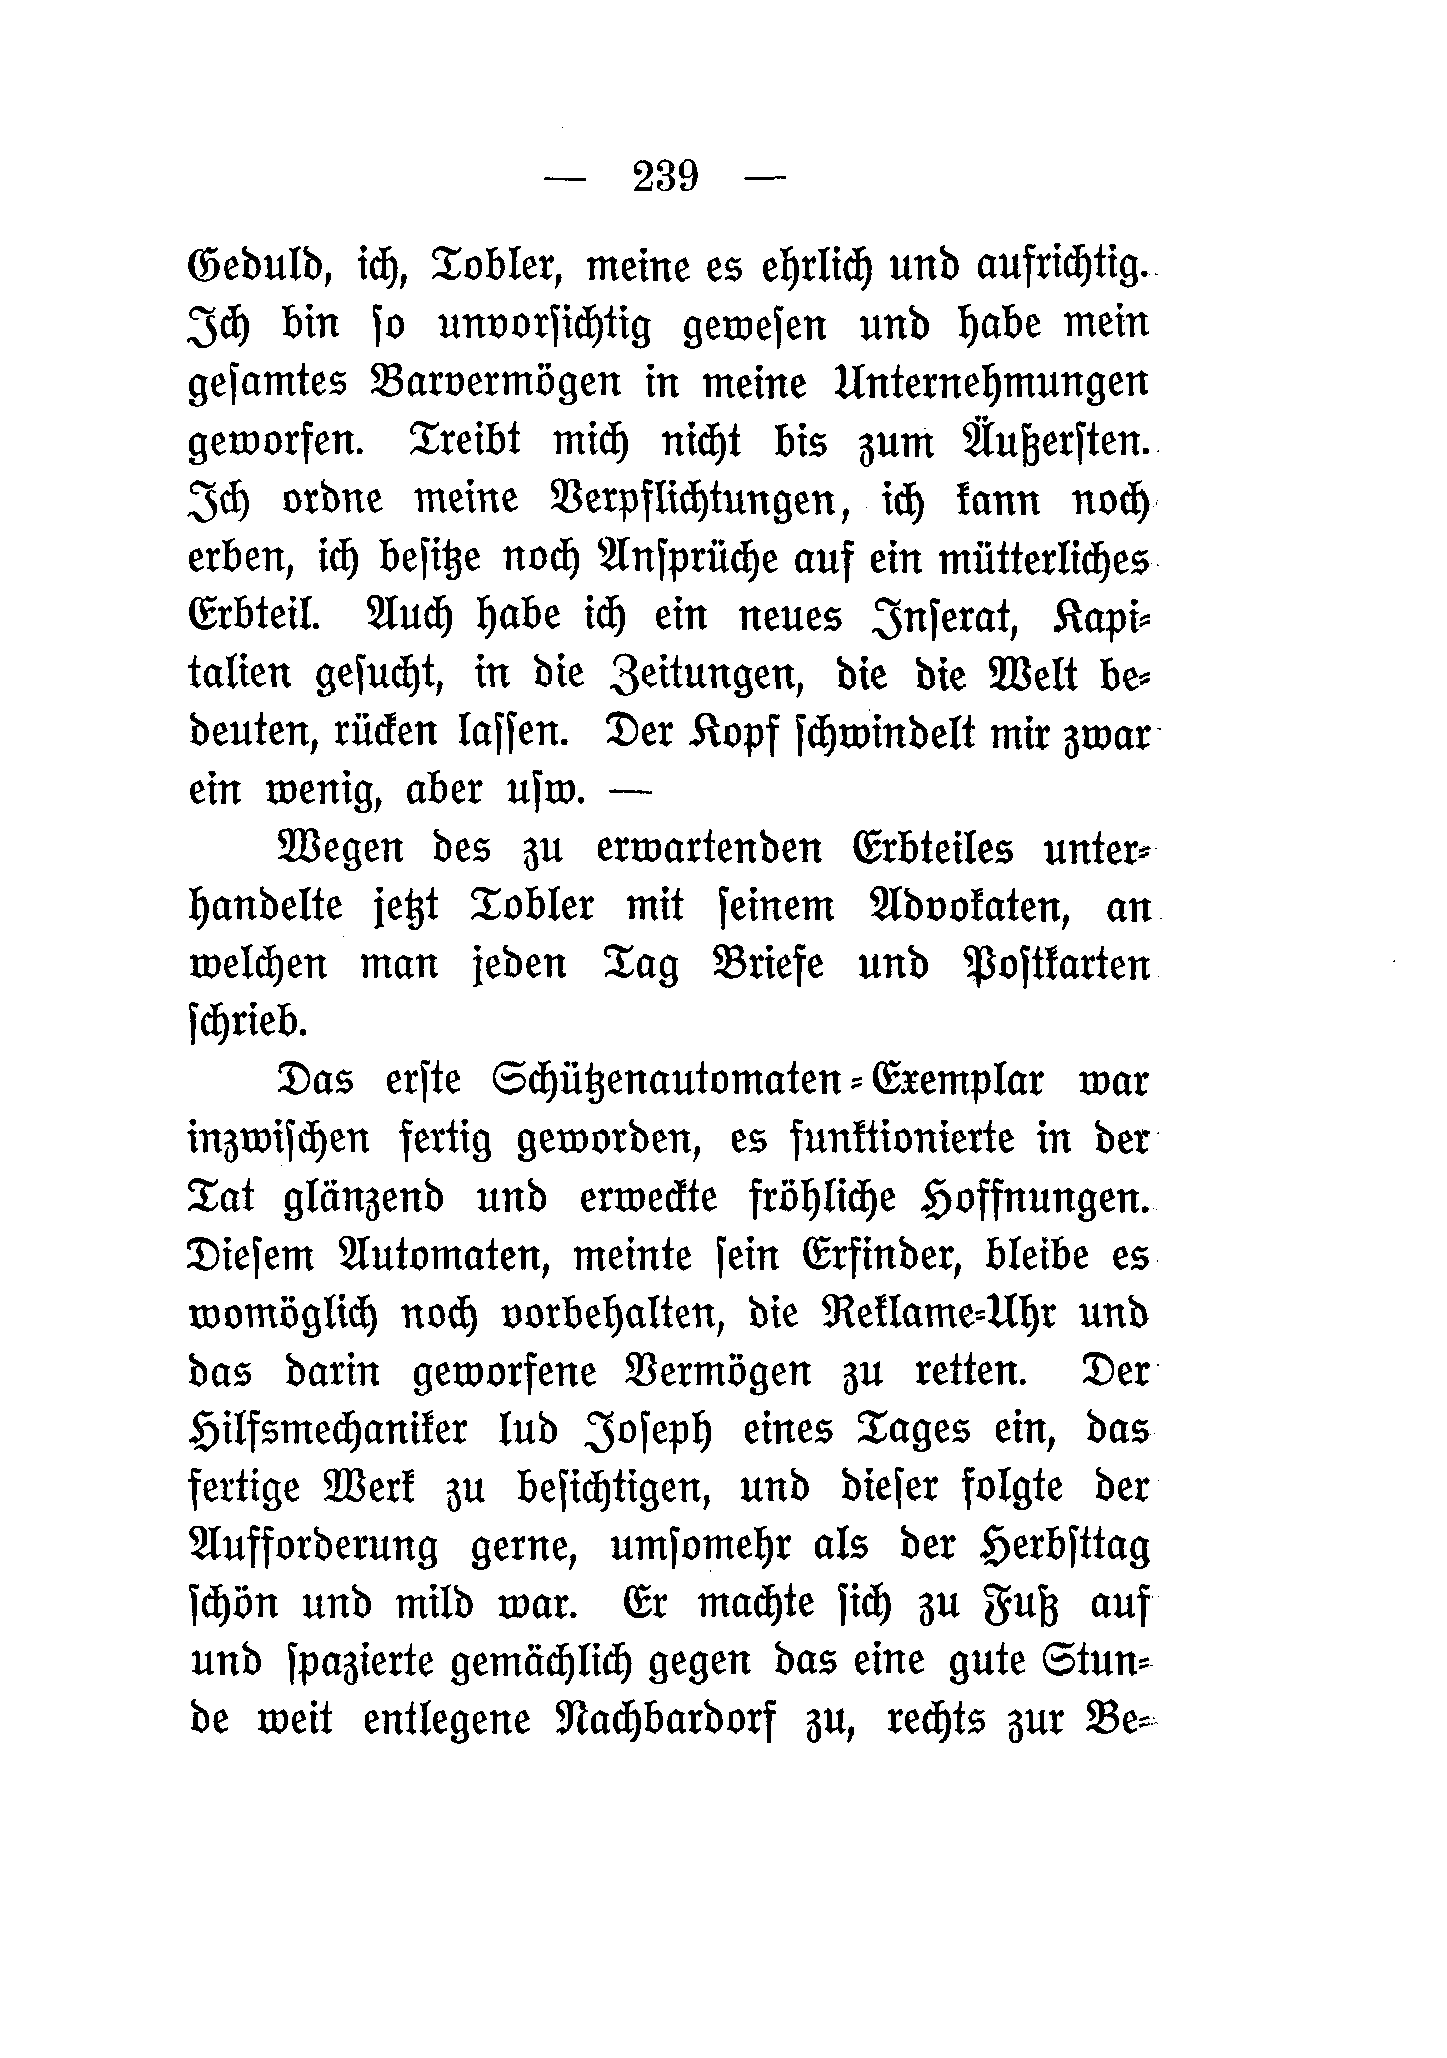 — 239 —
Geduld, ich, Tobler, meine es ehrlich und aufrichtig.
Ich bin so unvorsichtig gewesen und habe mein
gesamtes Barvermögen in meine Unternehmungen
geworfen. Treibt mich nicht bis zum Äußersten.
Ich ordne meine Verpflichtungen, ich kann noch
erben, ich besitze noch Ansprüche auf ein mütterliches
Erbteil. Auch habe ich ein neues Inserat, Kapi-
talien gesucht, in die Zeitungen, die die Welt be-
deuten, rücken lassen. Der Kopf schwindelt mir zwar
ein wenig, aber usw. —
Wegen des zu erwartenden Erbteiles unter-
handelte jetzt Tobler mit seinem Advokaten, an
welchen man jeden Tag Briefe und Postkarten
schrieb.
Das erste Schützenautomaten-Exemplar war
inzwischen fertig geworden, es funktionierte in der
Tat glänzend und erweckte fröhliche Hoffnungen.
Diesem Automaten, meinte sein Erfinder, bleibe es
womöglich noch vorbehalten, die Reklame-Uhr und
das darin geworfene Vermögen zu retten. Der
Hilfsmechaniker lud Joseph eines Tages ein, das
fertige Werk zu besichtigen, und dieser folgte der
Aufforderung gerne, umsomehr als der Herbsttag
schön und mild war. Er machte sich zu Fuß auf
und spazierte gemächlich gegen das eine gute Stun-
de weit entlegene Nachbardorf zu, rechts zur Be-